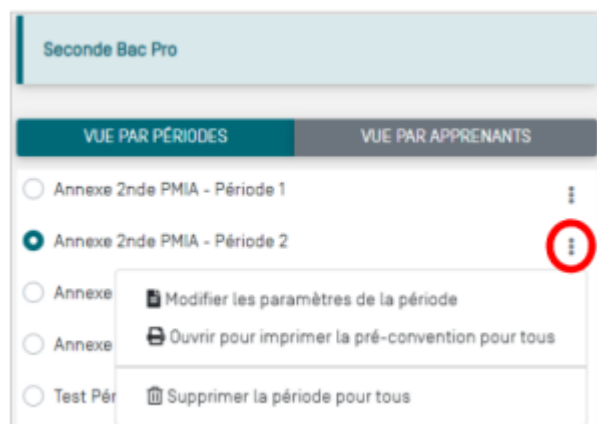 Seconde Bac Pro
VUE PAR PÉRIODES VUE PAR APPRENANTS
Annexe 2nde PMIA - Période 1
Annexe 2nde PMIA - Période 2
Annexe
Modifier les paramètres de la période
Ouvrir pour imprimer la pré-convention pour tous
Annexe
Test Pér
Supprimer la période pour tous